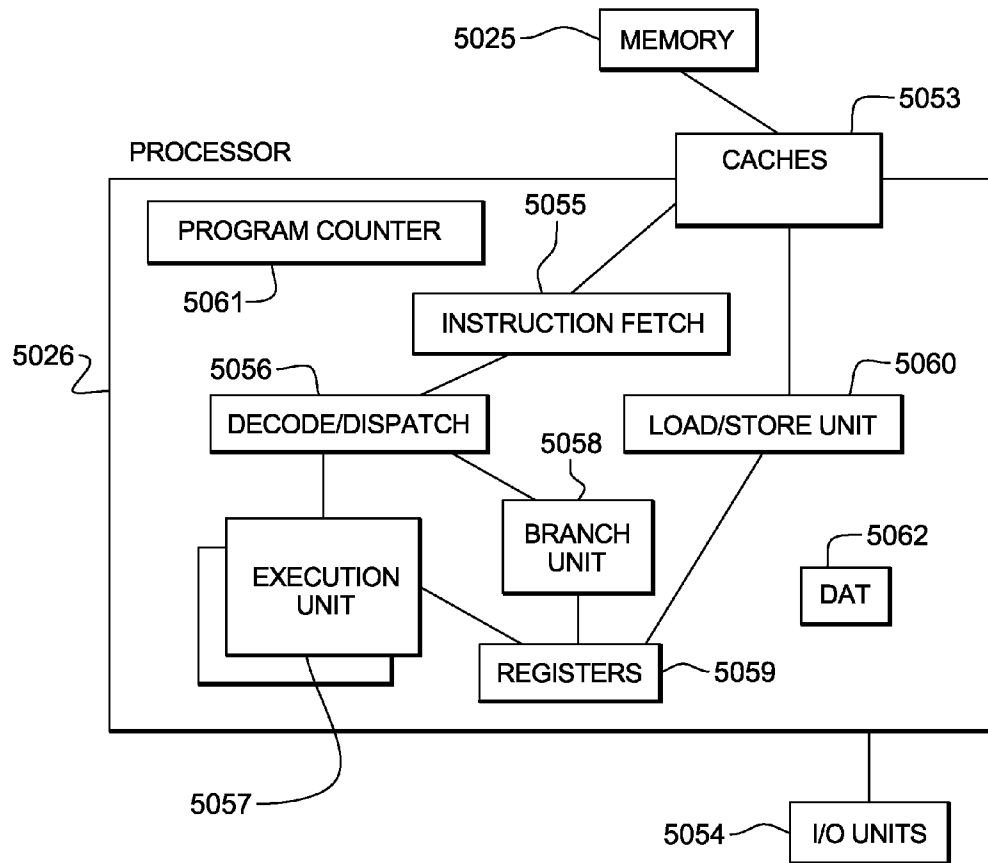 5025
MEMORY
5053
PROCESSOR
CACHES
5055
PROGRAM COUNTER
5061
INSTRUCTION FETCH
5026
5056
5060
DECODE/DISPATCH
LOAD/STORE UNIT
5058
BRANCH
UNIT
5062
EXECUTION
UNIT
DAT
REGISTERS
5059
5057
5054
I/O UNITS